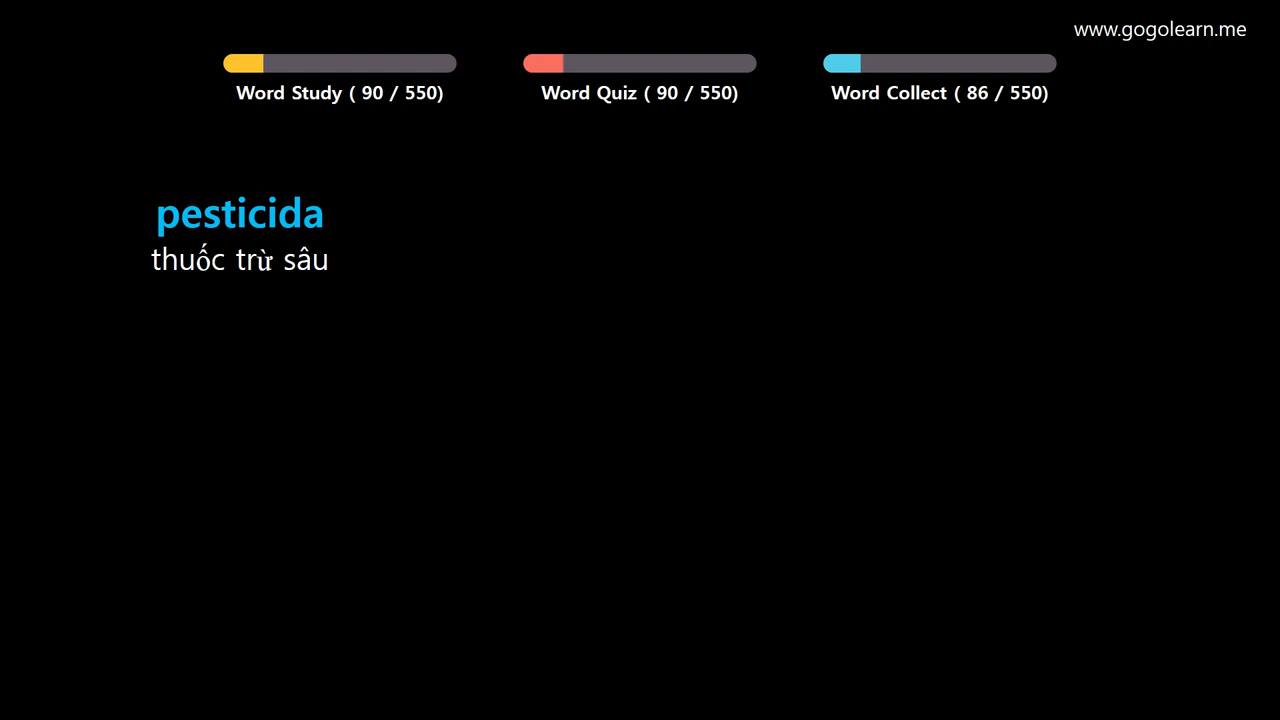 www.gogolearn.me
Word Study ( 90 / 550)
Word Quiz ( 90 / 550)
Word Collect ( 86 / 550)
pesticida
thuốc trừ sâu